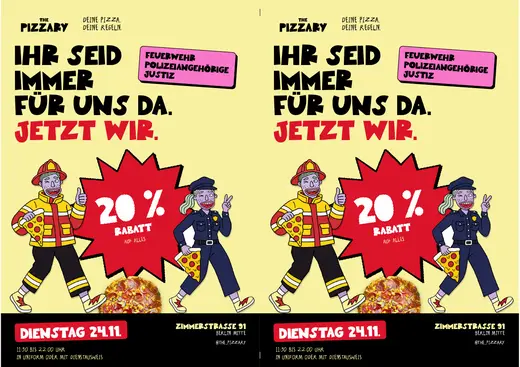 THE
PIZZARY
DEINE PIZZA,
DEINE REGELN.
IHR SEID
IMMER
FÜR UNS DA.
JETZT WIR.
FEUERWEHR
POLIZEIANGEHÖRIGE
JUSTIZ
20 %
RABATT
AUF ALLES
DIENSTAG 24.11.
11:30 BIS 22:00 UHR
IN UNIFORM ODER MIT DIENSTAUSWEIS
ZIMMERSTRASSE 91
BERLIN MITTE
@THE_PIZZARY
THE
PIZZARY
DEINE PIZZA,
DEINE REGELN.
IHR SEID
IMMER
FÜR UNS DA.
JETZT WIR.
FEUERWEHR
POLIZEIANGEHÖRIGE
JUSTIZ
20 %
RABATT
AUF ALLES
DIENSTAG 24.11.
11:30 BIS 22:00 UHR
IN UNIFORM ODER MIT DIENSTAUSWEIS
ZIMMERSTRASSE 91
BERLIN MITTE
@THE_PIZZARY